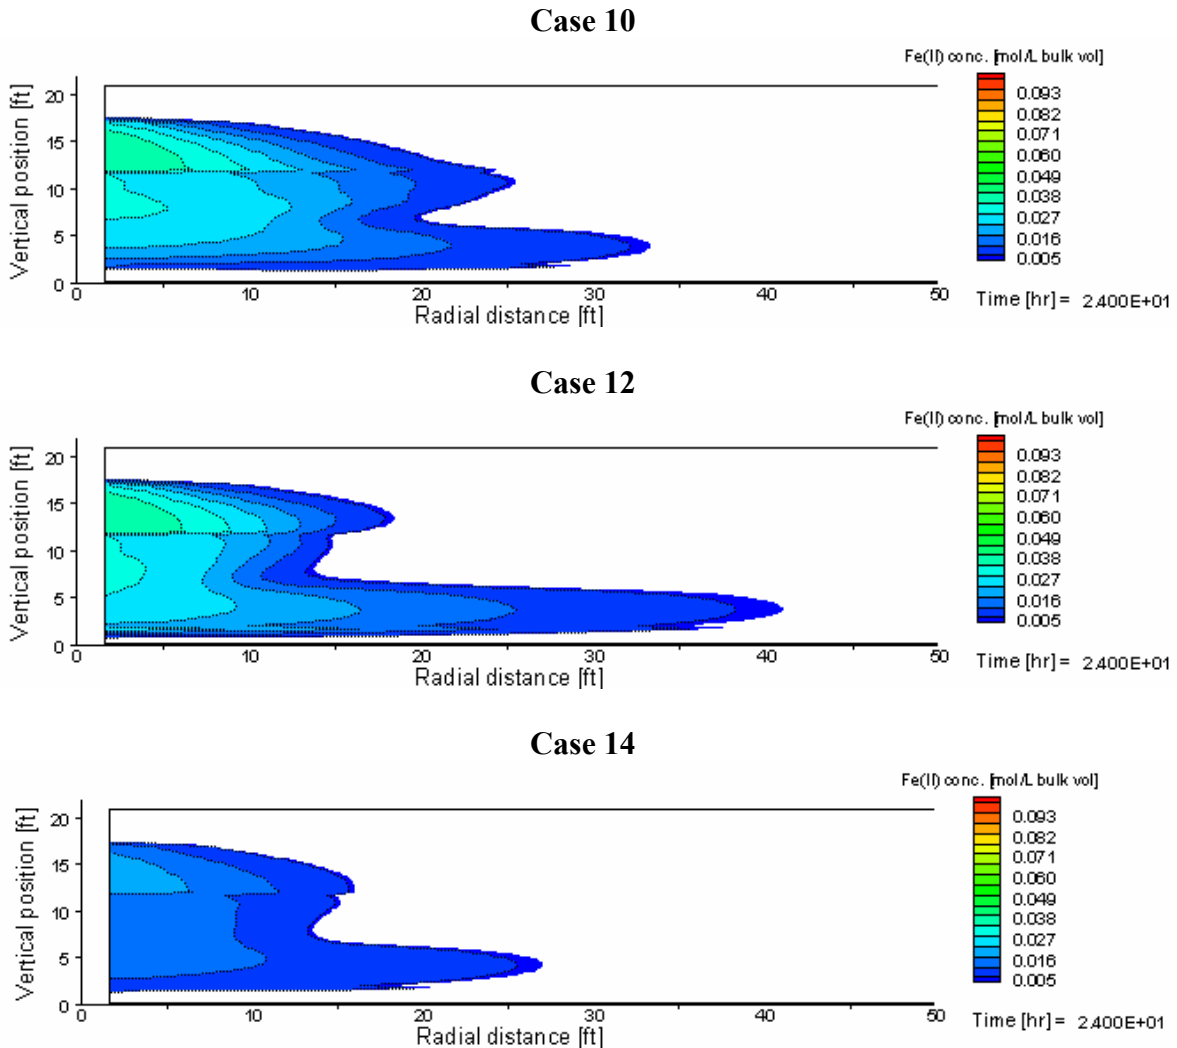 Case 10
Fe(II) conc. [mol/L bulk vol]
0.093
0.082
0.071
0.060
0.049
0.038
0.027
0.016
0.005
Time [hr] = 2.400E+01
Vertical position [ft]
20
15
10
5
0
0 10 20 30 40 50
Radial distance [ft]
Case 12
Fe(II) conc. [mol/L bulk vol]
0.093
0.082
0.071
0.060
0.049
0.038
0.027
0.016
0.005
Time [hr] = 2.400E+01
Vertical position [ft]
20
15
10
5
0
0 10 20 30 40 50
Radial distance [ft]
Case 14
Fe(II) conc. [mol/L bulk vol]
0.093
0.082
0.071
0.060
0.049
0.038
0.027
0.016
0.005
Time [hr] = 2.400E+01
Vertical position [ft]
20
15
10
5
0
0 10 20 30 40 50
Radial distance [ft]